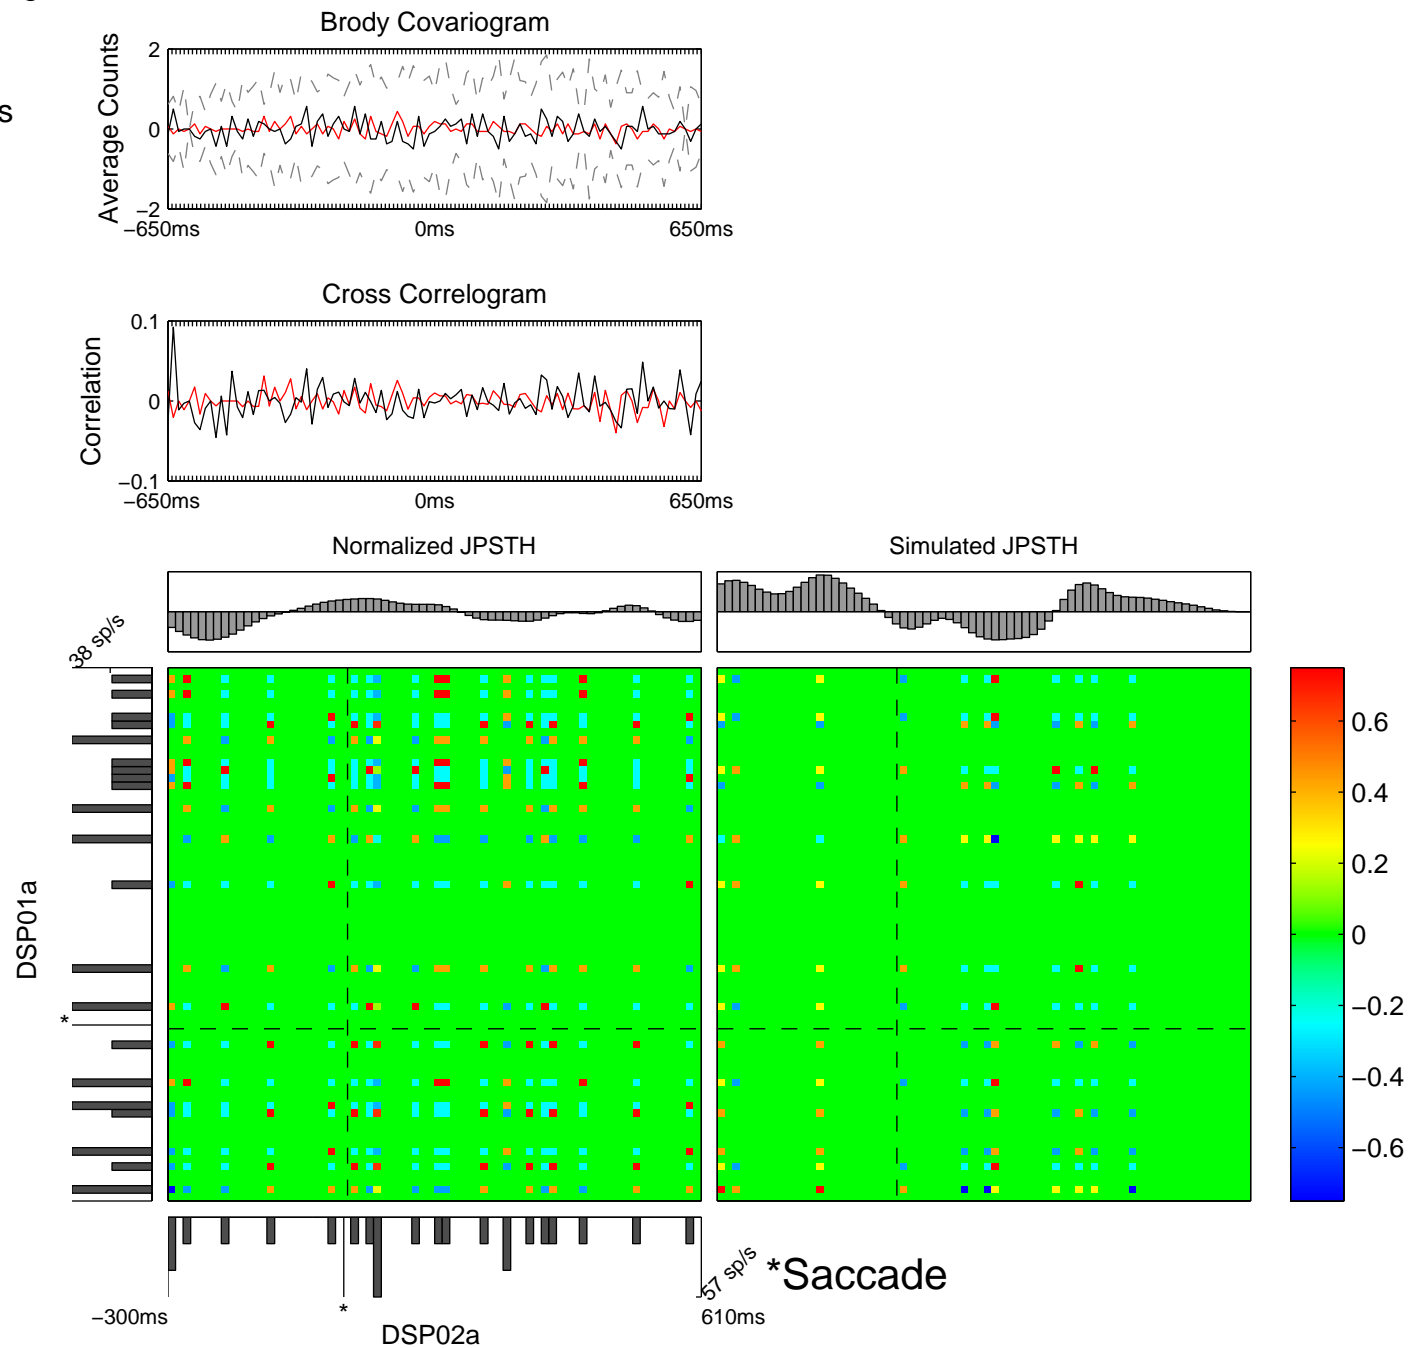 Brody Covariogram
Average Counts
2
0
−2
−650ms
0ms
650ms
s
Cross Correlogram
Correlation
0.1
0
−0.1
−650ms
0ms
650ms
Normalized JPSTH
Simulated JPSTH
38 sp/s
DSP01a
*
0.6
0.4
0.2
0
−0.2
−0.4
−0.6
57 sp/s
*Saccade
−300ms
*
610ms
DSP02a